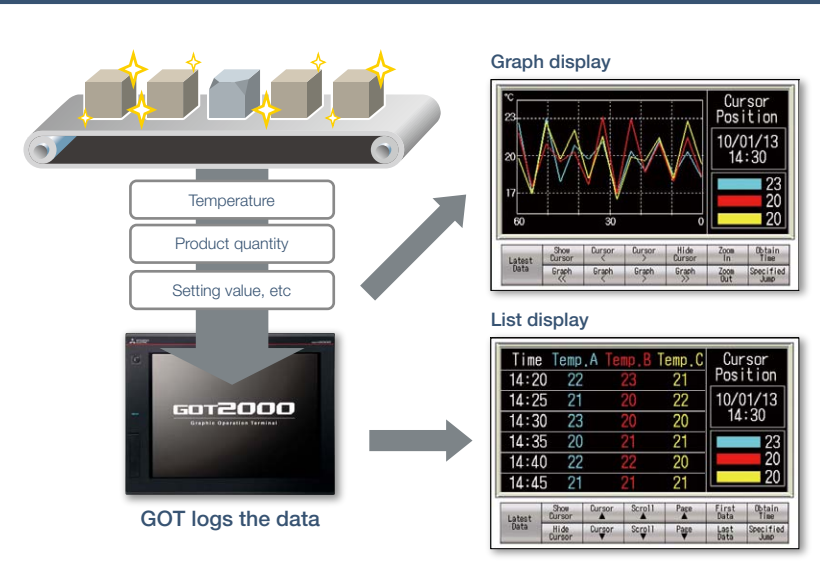 Graph display
°C
23
20
17
60
30
0
Cursor
Position
10/01/13
14:30
23
20
20
Latest
Data
Show
Cursor
Cursor
<
Cursor
>
Hide
Cursor
Zoom
In
Obtain
Time
Graph
<<
Graph
<
Graph
>
Graph
>>
Zoom
Out
Specified
Jump
Temperature
Product quantity
Setting value, etc
GOT2000
Graphic Operation Terminal
GOT logs the data
List display
Time Temp.A Temp.B Temp.C
14:20 22 23 21
14:25 21 20 22
14:30 23 20 20
14:35 20 21 21
14:40 22 22 20
14:45 21 21 21
Cursor
Position
10/01/13
14:30
23
20
20
Latest
Data
Show
Cursor
Cursor
▲
Scroll
▲
Page
▲
First
Data
Obtain
Time
Hide
Cursor
Cursor
▼
Scroll
▼
Page
▼
Last
Data
Specified
Jump